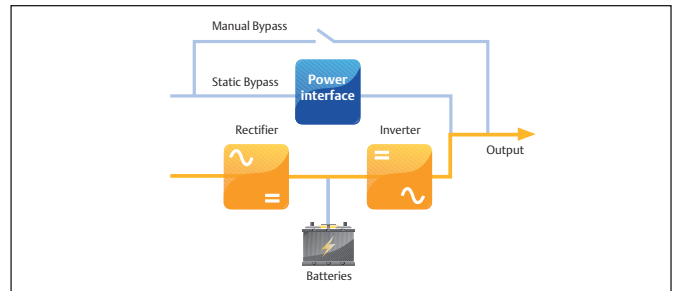 Manual Bypass
Static Bypass
Power
interface
Rectifier
Inverter
Output
Batteries